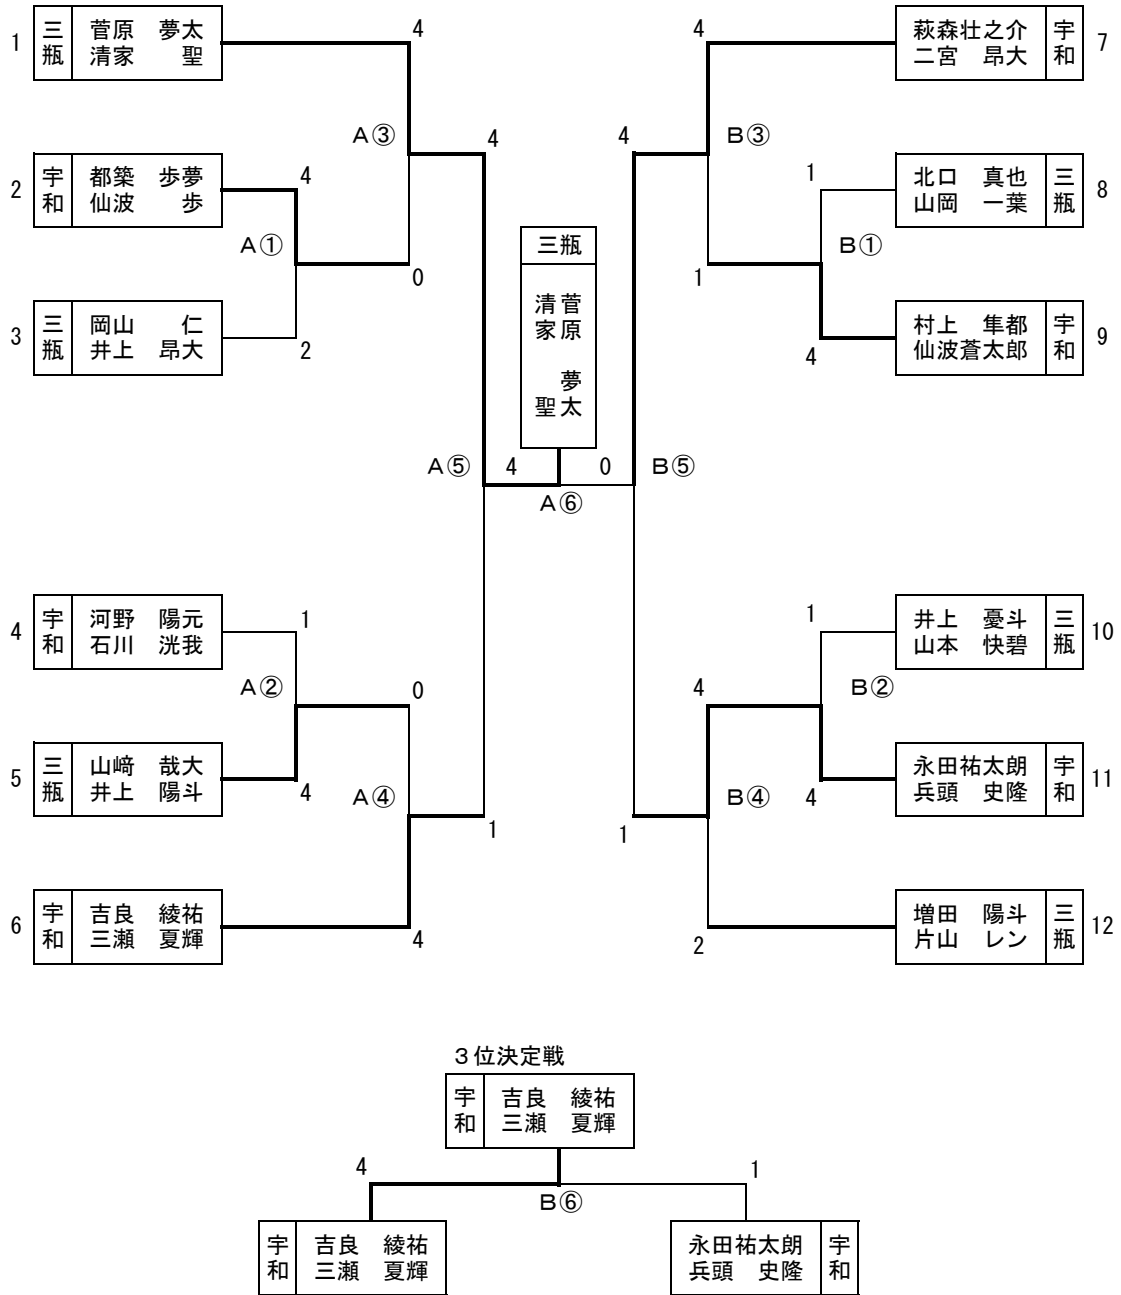 1 三瓶 菅原 夢太
清家 聖
4
A③
4
2 宇和 都築 歩夢
仙波 歩
4
A①
0
3 三瓶 岡山 仁
井上 昂大
2
三瓶
菅原 夢太
清家 聖
A⑤
4
0
A⑥
B⑤
4 宇和 河野 陽元
石川 洸我
1
A②
0
5 三瓶 山﨑 哉大
井上 陽斗
4
A④
1
6 宇和 吉良 綾祐
三瀬 夏輝
4
4
萩森壮之介 宇和 7
二宮 昂大
4
B③
1
北口 真也 三瓶 8
山岡 一葉
B①
1
村上 隼都 宇和 9
仙波蒼太郎
4
1
井上 憂斗 三瓶 10
山本 快碧
4
B②
永田祐太朗 宇和 11
兵頭 史隆
B④
4
1
増田 陽斗 三瓶 12
片山 レン
2
３位決定戦
宇和 吉良 綾祐
三瀬 夏輝
4
1
B⑥
宇和 吉良 綾祐
三瀬 夏輝
永田祐太朗 宇和
兵頭 史隆